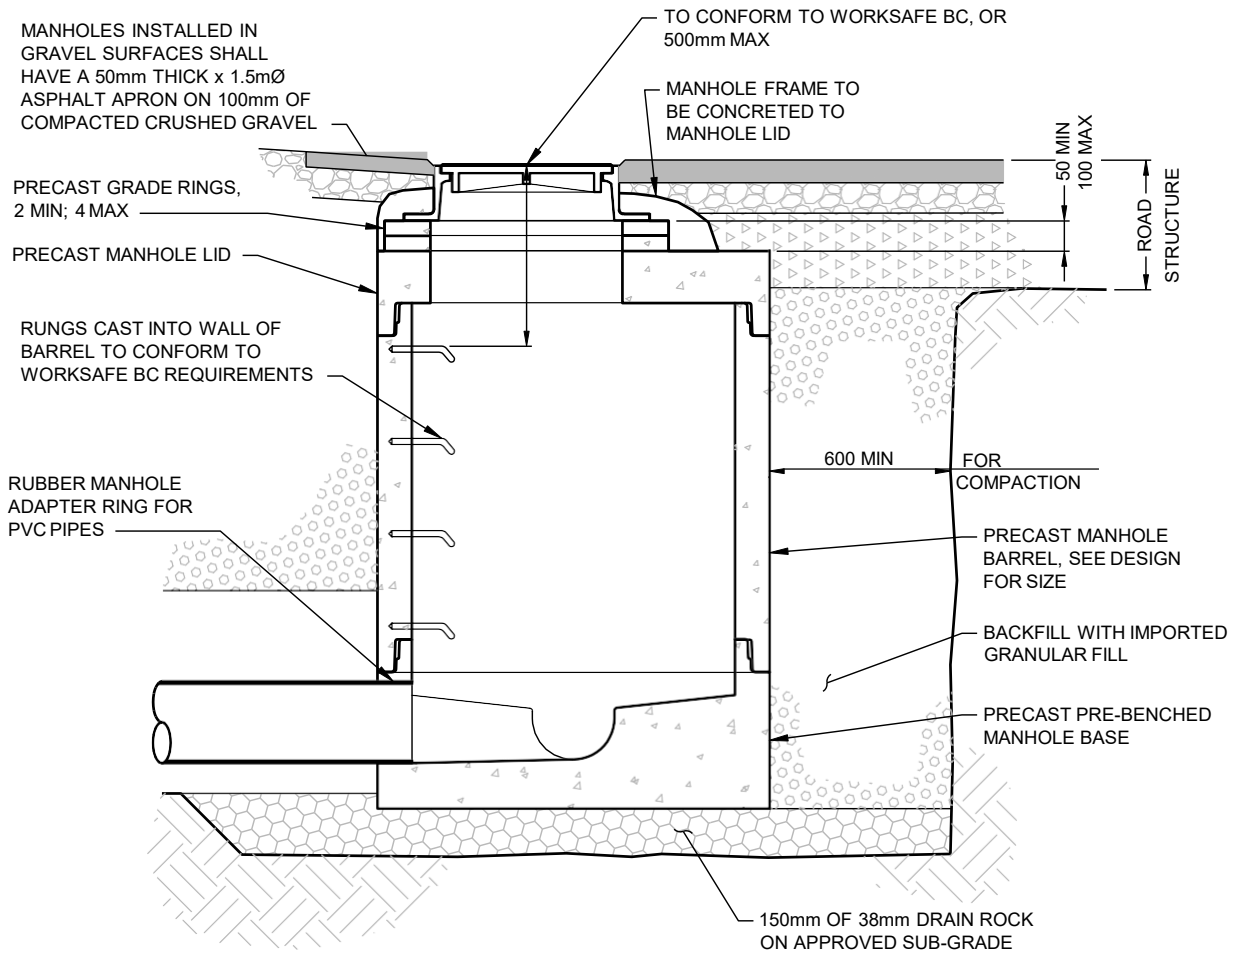 MANHOLES INSTALLED IN
GRAVEL SURFACES SHALL
HAVE A 50mm THICK x 1.5mØ
ASPHALT APRON ON 100mm OF
COMPACTED CRUSHED GRAVEL
TO CONFORM TO WORKSAFE BC, OR
500mm MAX
MANHOLE FRAME TO
BE CONCRETED TO
MANHOLE LID
50 MIN
100 MAX
ROAD
STRUCTURE
PRECAST GRADE RINGS,
2 MIN; 4 MAX
PRECAST MANHOLE LID
RUNGS CAST INTO WALL OF
BARREL TO CONFORM TO
WORKSAFE BC REQUIREMENTS
600 MIN
FOR
COMPACTION
RUBBER MANHOLE
ADAPTER RING FOR
PVC PIPES
PRECAST MANHOLE
BARREL, SEE DESIGN
FOR SIZE
BACKFILL WITH IMPORTED
GRANULAR FILL
PRECAST PRE-BENCHED
MANHOLE BASE
150mm OF 38mm DRAIN ROCK
ON APPROVED SUB-GRADE